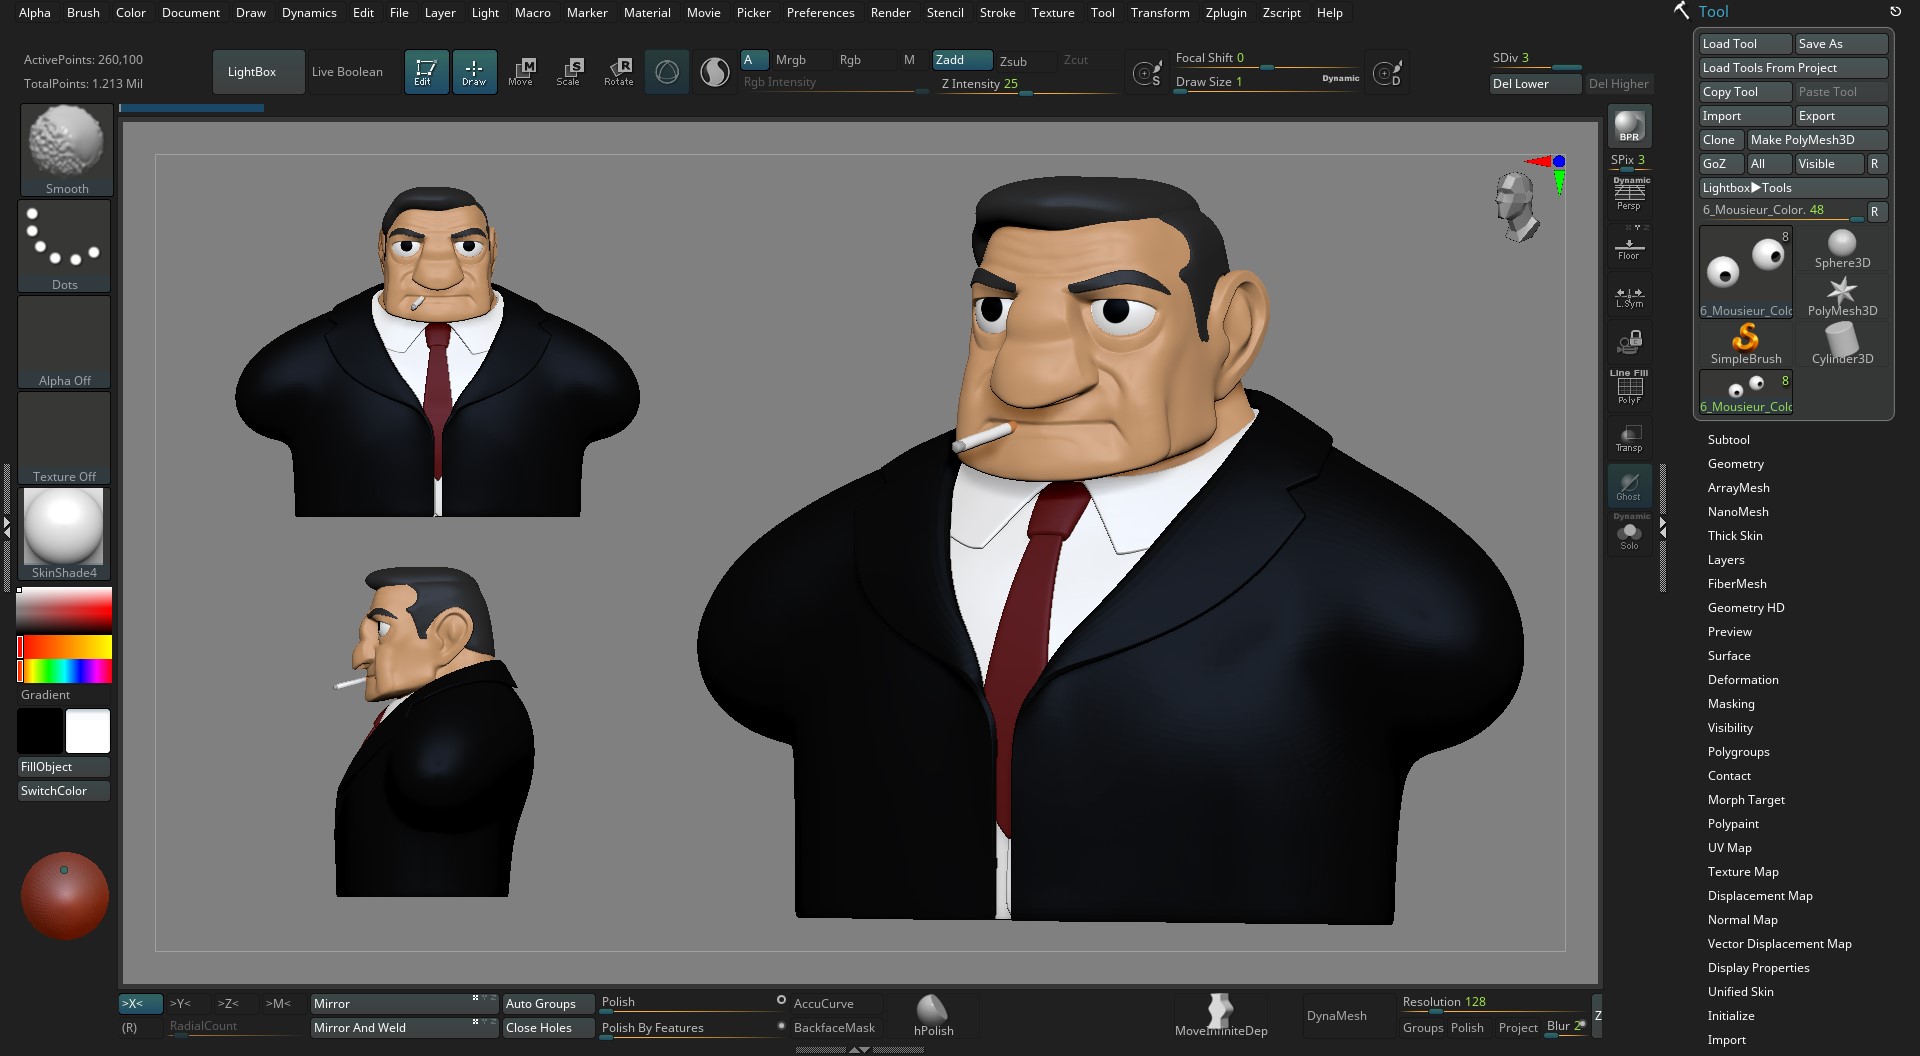 Alpha Brush Color Document Draw Dynamics Edit File Layer Light Macro Marker Material Movie Picker Preferences Render Stencil Stroke Texture Tool Transform Zplugin Zscript Help
Tool
ActivePoints: 260,100
TotalPoints: 1.213 Mil
LightBox
Live Boolean
Edit
Draw
Move
Scale
Rotate
A Mrgb Rgb M
Rgb Intensity
Zadd Zsub Zcut
Z Intensity 25
S
Focal Shift 0
Draw Size 1
Dynamic
D
SDiv 3
Del Lower Del Higher
Load Tool Save As
Load Tools From Project
Copy Tool Paste Tool
Import Export
Clone Make PolyMesh3D
GoZ All Visible R
Lightbox▶Tools
6_Mousieur_Color. 48 R
8
6_Mousieur_Colo
Sphere3D
PolyMesh3D
SimpleBrush
Cylinder3D
8
6_Mousieur_Colo
Subtool
Geometry
ArrayMesh
NanoMesh
Thick Skin
Layers
FiberMesh
Geometry HD
Preview
Surface
Deformation
Masking
Visibility
Polygroups
Contact
Morph Target
Polypaint
UV Map
Texture Map
Displacement Map
Normal Map
Vector Displacement Map
Display Properties
Unified Skin
Initialize
Import
Smooth
Dots
Alpha Off
Texture Off
SkinShade4
Gradient
FillObject
SwitchColor
BPR
SPix 3
Dynamic
Persp
Floor
L.Sym
Line Fill
PolyF
Transp
Ghost
Dynamic
Solo
>X< >Y< >Z< >M<
(R) RadialCount
Mirror
Mirror And Weld
Auto Groups
Close Holes
Polish
Polish By Features
AccuCurve
BackfaceMask
hPolish
MoveInfiniteDep
DynaMesh
Resolution 128
Groups Polish Project Blur 2
Z